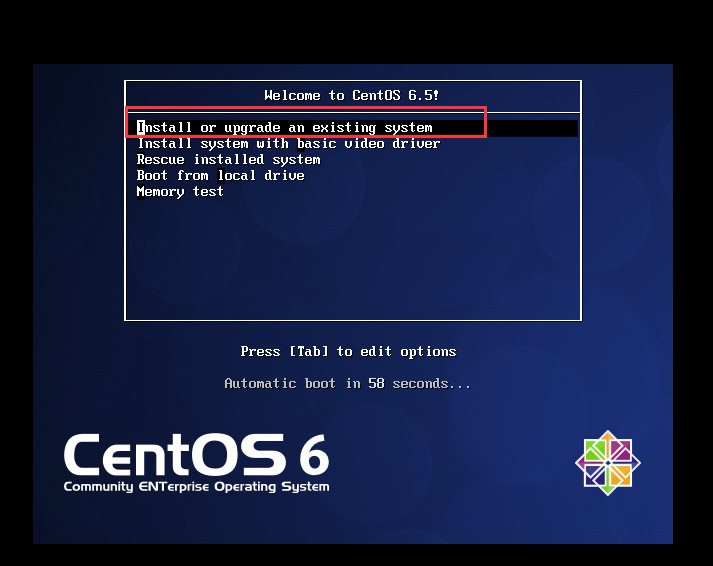 Welcome to CentOS 6.5!
Install or upgrade an existing system
Install system with basic video driver
Rescue installed system
Boot from local drive
Memory test
Press [Tab] to edit options
Automatic boot in 58 seconds...
CentOS 6
Community ENTerprise Operating System